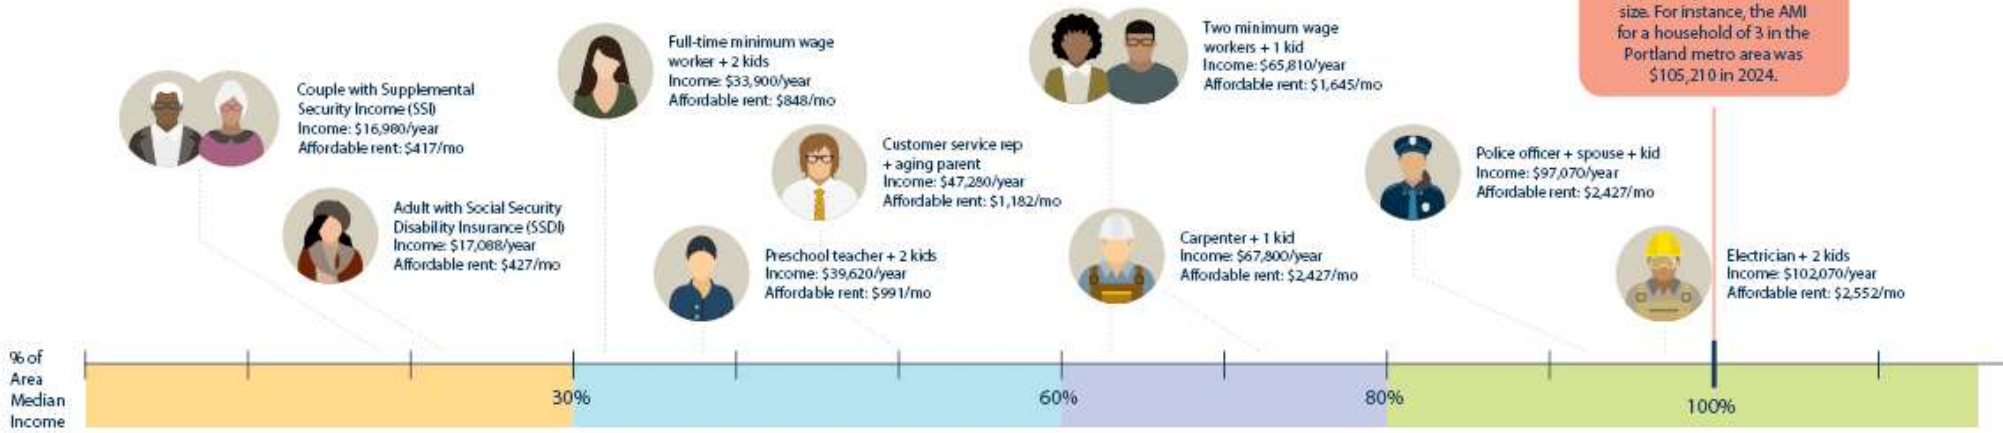 Couple with Supplemental
Security Income (SSI)
Income: $16,980/year
Affordable rent: $417/mo
Adult with Social Security
Disability Insurance (SSDI)
Income: $17,088/year
Affordable rent: $427/mo
Full-time minimum wage
worker + 2 kids
Income: $33,900/year
Affordable rent: $848/mo
Preschool teacher + 2 kids
Income: $39,620/year
Affordable rent: $991/mo
Customer service rep
+ aging parent
Income: $47,280/year
Affordable rent: $1,182/mo
Two minimum wage
workers + 1 kid
Income: $65,810/year
Affordable rent: $1,645/mo
Carpenter + 1 kid
Income: $67,800/year
Affordable rent: $2,427/mo
Police officer + spouse + kid
Income: $97,070/year
Affordable rent: $2,427/mo
size. For instance, the AMI
for a household of 3 in the
Portland metro area was
$105,210 in 2024.
Electrician + 2 kids
Income: $102,070/year
Affordable rent: $2,552/mo
% of
Area
Median
Income
30%
60%
80%
100%